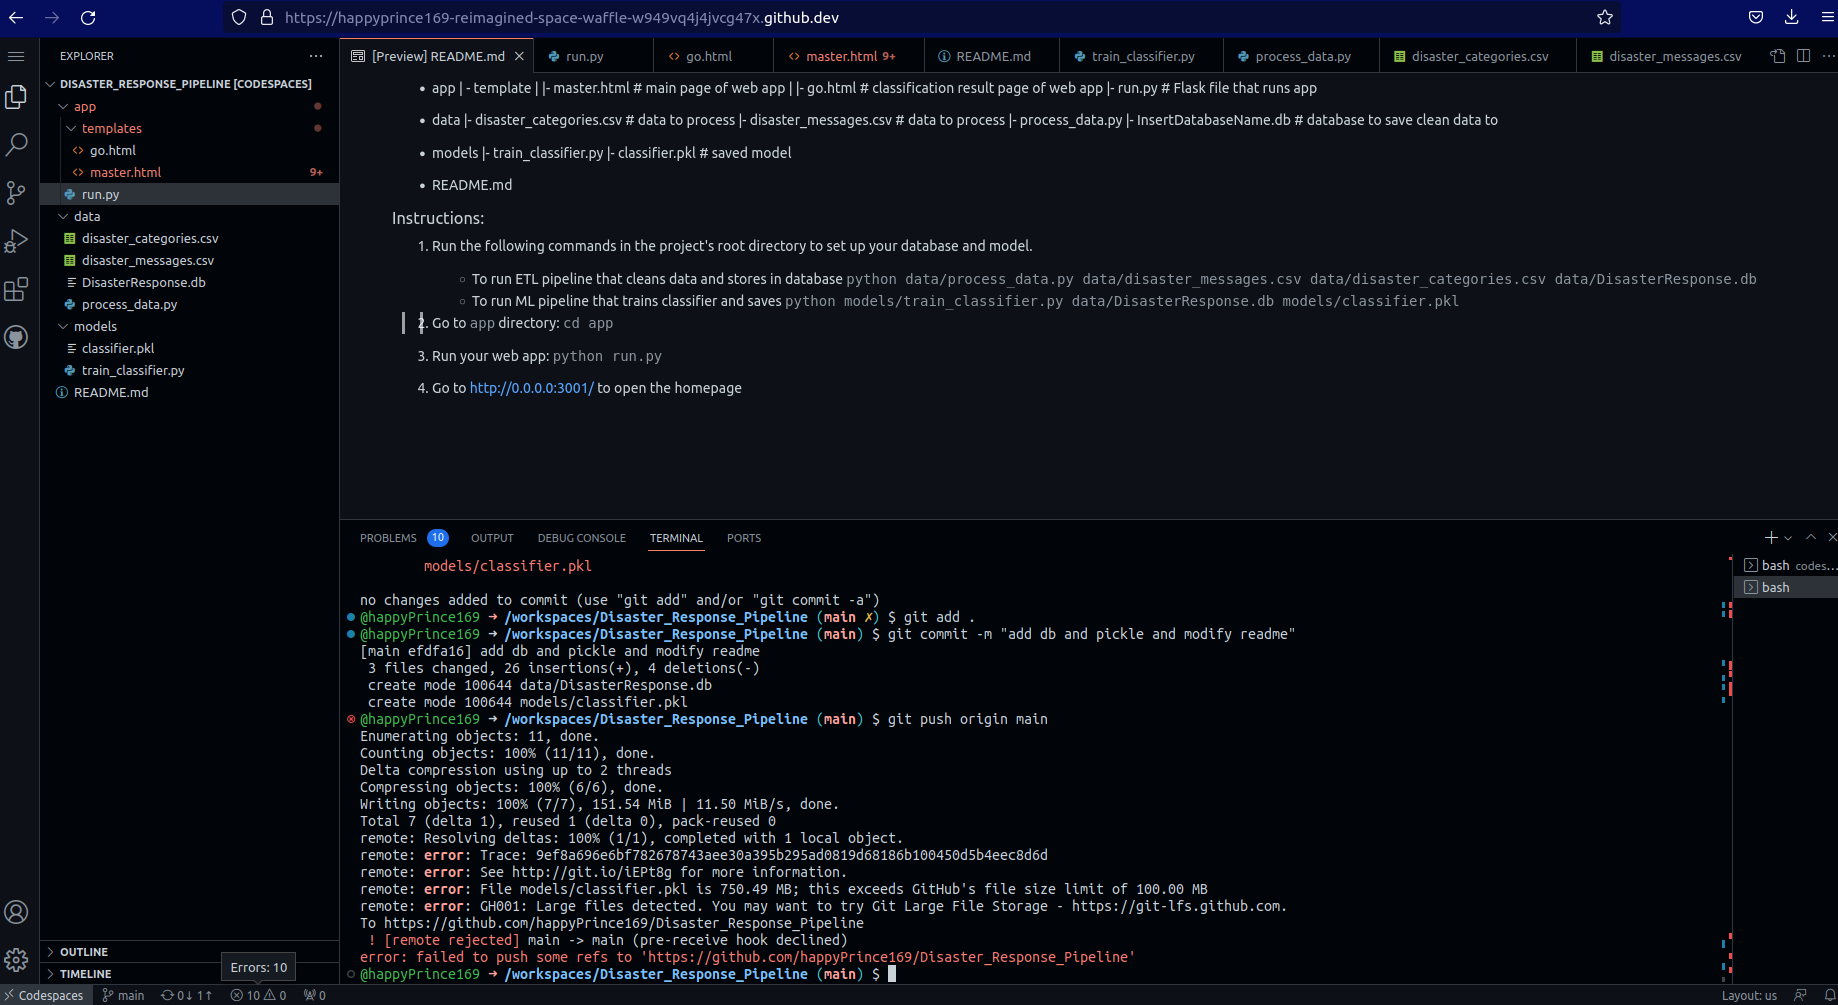 https://happyprince169-reimagined-space-waffle-w949vq4j4jvcg47x.github.dev
EXPLORER
DISASTER_RESPONSE_PIPELINE [CODESPACES]
app
templates
go.html
master.html 9+
run.py
data
disaster_categories.csv
disaster_messages.csv
DisasterResponse.db
process_data.py
models
classifier.pkl
train_classifier.py
README.md
OUTLINE
TIMELINE
Errors: 10
[Preview] README.md
run.py
go.html
master.html 9+
README.md
train_classifier.py
process_data.py
disaster_categories.csv
disaster_messages.csv
• app | - template | |- master.html # main page of web app | |- go.html # classification result page of web app |- run.py # Flask file that runs app
• data |- disaster_categories.csv # data to process |- disaster_messages.csv # data to process |- process_data.py |- InsertDatabaseName.db # database to save clean data to
• models |- train_classifier.py |- classifier.pkl # saved model
• README.md
Instructions:
1. Run the following commands in the project's root directory to set up your database and model.
◦ To run ETL pipeline that cleans data and stores in database python data/process_data.py data/disaster_messages.csv data/disaster_categories.csv data/DisasterResponse.db
◦ To run ML pipeline that trains classifier and saves python models/train_classifier.py data/DisasterResponse.db models/classifier.pkl
2. Go to app directory: cd app
3. Run your web app: python run.py
4. Go to http://0.0.0.0:3001/ to open the homepage
PROBLEMS 10 OUTPUT DEBUG CONSOLE TERMINAL PORTS
bash codes...
bash
models/classifier.pkl
no changes added to commit (use "git add" and/or "git commit -a")
@happyPrince169 ➜ /workspaces/Disaster_Response_Pipeline (main ✗) $ git add .
@happyPrince169 ➜ /workspaces/Disaster_Response_Pipeline (main) $ git commit -m "add db and pickle and modify readme"
[main efdfa16] add db and pickle and modify readme
3 files changed, 26 insertions(+), 4 deletions(-)
create mode 100644 data/DisasterResponse.db
create mode 100644 models/classifier.pkl
@happyPrince169 ➜ /workspaces/Disaster_Response_Pipeline (main) $ git push origin main
Enumerating objects: 11, done.
Counting objects: 100% (11/11), done.
Delta compression using up to 2 threads
Compressing objects: 100% (6/6), done.
Writing objects: 100% (7/7), 151.54 MiB | 11.50 MiB/s, done.
Total 7 (delta 1), reused 1 (delta 0), pack-reused 0
remote: Resolving deltas: 100% (1/1), completed with 1 local object.
remote: error: Trace: 9ef8a696e6bf782678743aee30a395b295ad0819d68186b100450d5b4eec8d6d
remote: error: See http://git.io/iEPt8g for more information.
remote: error: File models/classifier.pkl is 750.49 MB; this exceeds GitHub's file size limit of 100.00 MB
remote: error: GH001: Large files detected. You may want to try Git Large File Storage - https://git-lfs.github.com.
To https://github.com/happyPrince169/Disaster_Response_Pipeline
! [remote rejected] main -> main (pre-receive hook declined)
error: failed to push some refs to 'https://github.com/happyPrince169/Disaster_Response_Pipeline'
@happyPrince169 ➜ /workspaces/Disaster_Response_Pipeline (main) $
Codespaces main 0↓ 1↑ 10 0 0 Layout: us